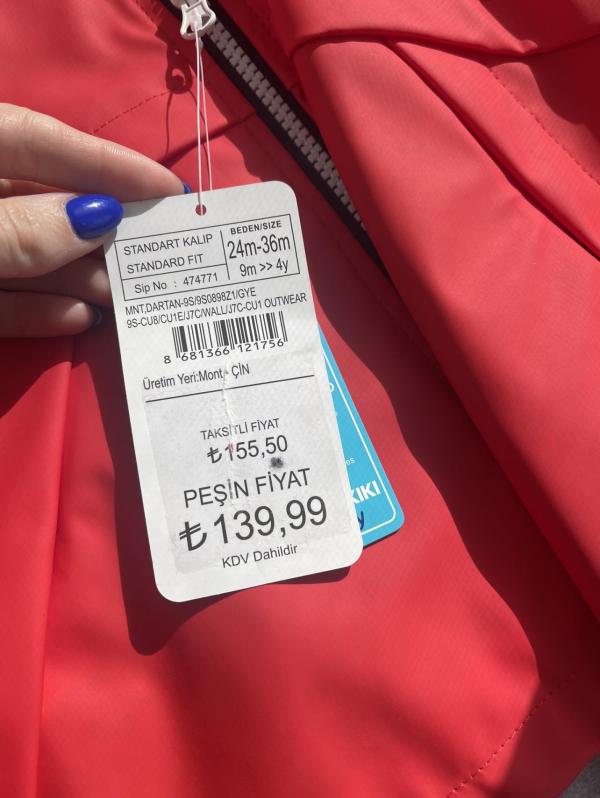 STANDART KALIP
STANDARD FIT
Sip No : 474771
BEDEN/SIZE
24m-36m
9m >> 4y
MNT,DARTAN-9S/9S0898Z1/GYE
9S-CU8/CU1E/J7C/WALL/J7C-CU1 OUTWEAR
8 681366 121756
Üretim Yeri:Mont - ÇİN
TAKSİTLİ FİYAT
₺155,50
PEŞİN FİYAT
₺139,99
KDV Dahildir